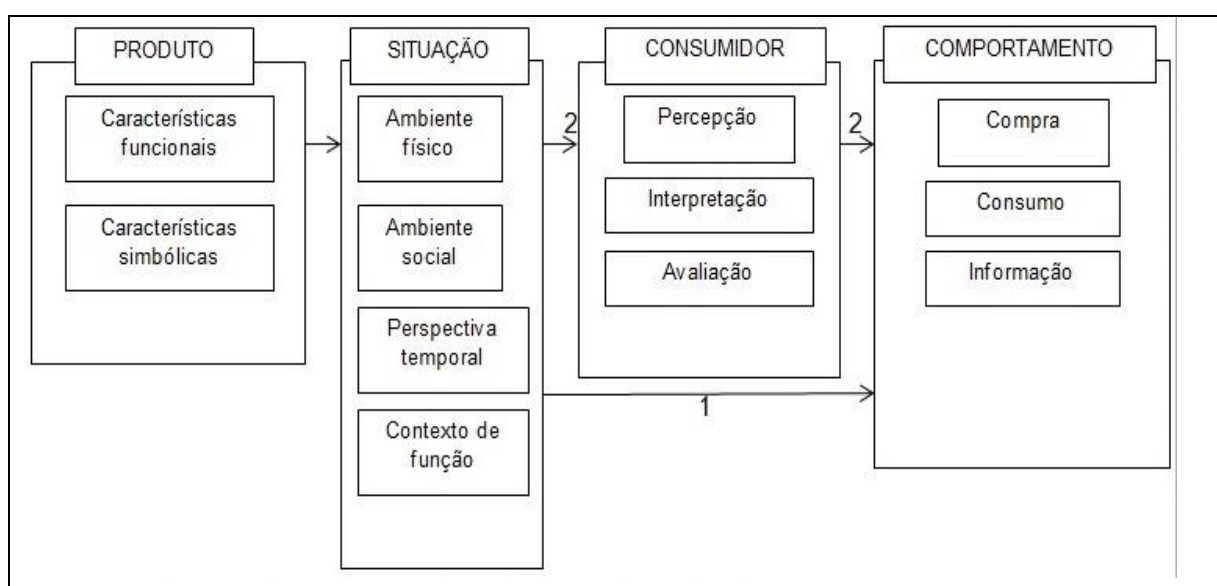 PRODUTO
Características
funcionais
Características
simbólicas
SITUAÇÃO
Ambiente
físico
Ambiente
social
Perspectiva
temporal
Contexto de
função
2
CONSUMIDOR
Percepção
Interpretação
Avaliação
2
1
COMPORTAMENTO
Compra
Consumo
Informação